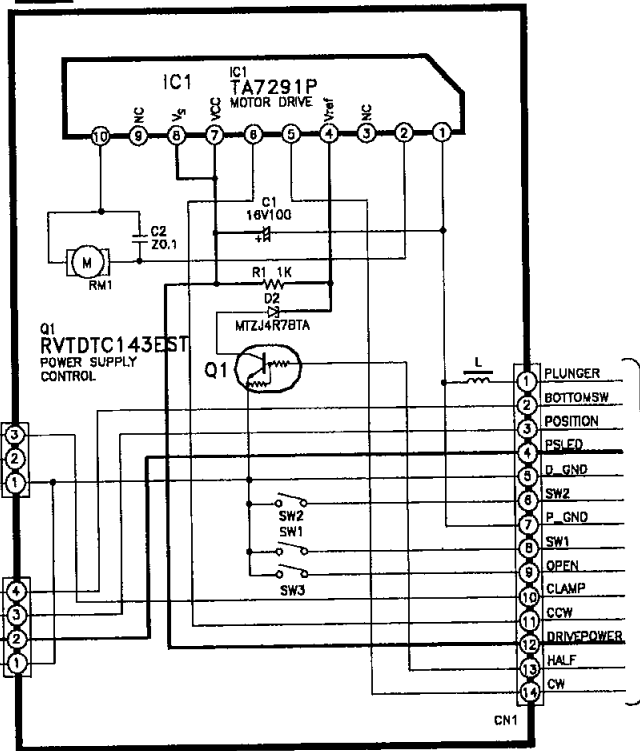 IC1
IC1
TA7291P
MOTOR DRIVE
10
NC
9
VS
8
VCC
7
6
5
Vref
4
NC
3
2
1
C1
16V100
+
C2
Z0.1
M
RM1
R1 1K
D2
MTZJ4R7BTA
Q1
RVTDTC143EST
POWER SUPPLY
CONTROL
Q1
L
1 PLUNGER
2 BOTTOMSW
3 POSITION
4 PSLED
5 D_GND
6 SW2
7 P_GND
8 SW1
9 OPEN
10 CLAMP
11 CCW
12 DRIVEPOWER
13 HALF
14 CW
CN1
3
2
1
SW2
SW1
SW3
4
3
2
1